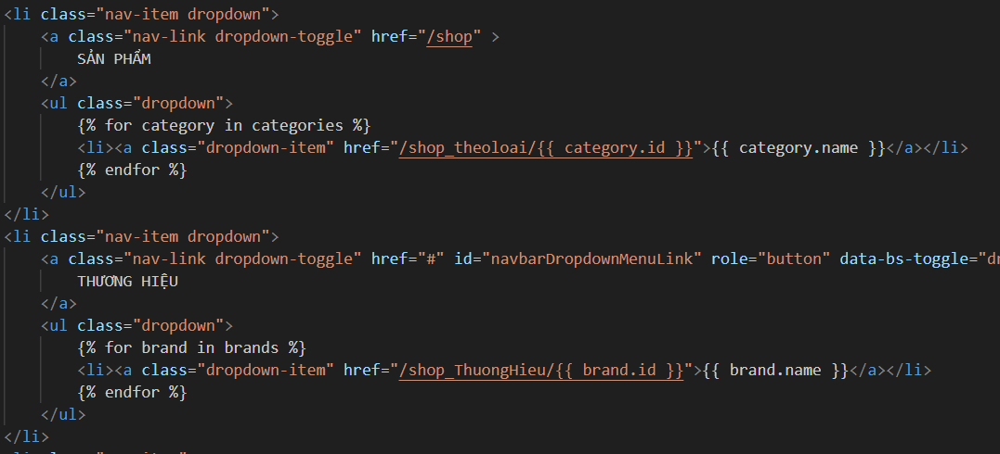 <li class="nav-item dropdown">
    <a class="nav-link dropdown-toggle" href="/shop" >
        SẢN PHẨM
    </a>
    <ul class="dropdown">
        {% for category in categories %}
        <li><a class="dropdown-item" href="/shop_theoloai/{{ category.id }}">{{ category.name }}</a></li>
        {% endfor %}
    </ul>
</li>
<li class="nav-item dropdown">
    <a class="nav-link dropdown-toggle" href="#" id="navbarDropdownMenuLink" role="button" data-bs-toggle="dr
        THƯƠNG HIỆU
    </a>
    <ul class="dropdown">
        {% for brand in brands %}
        <li><a class="dropdown-item" href="/shop_ThuongHieu/{{ brand.id }}">{{ brand.name }}</a></li>
        {% endfor %}
    </ul>
</li>